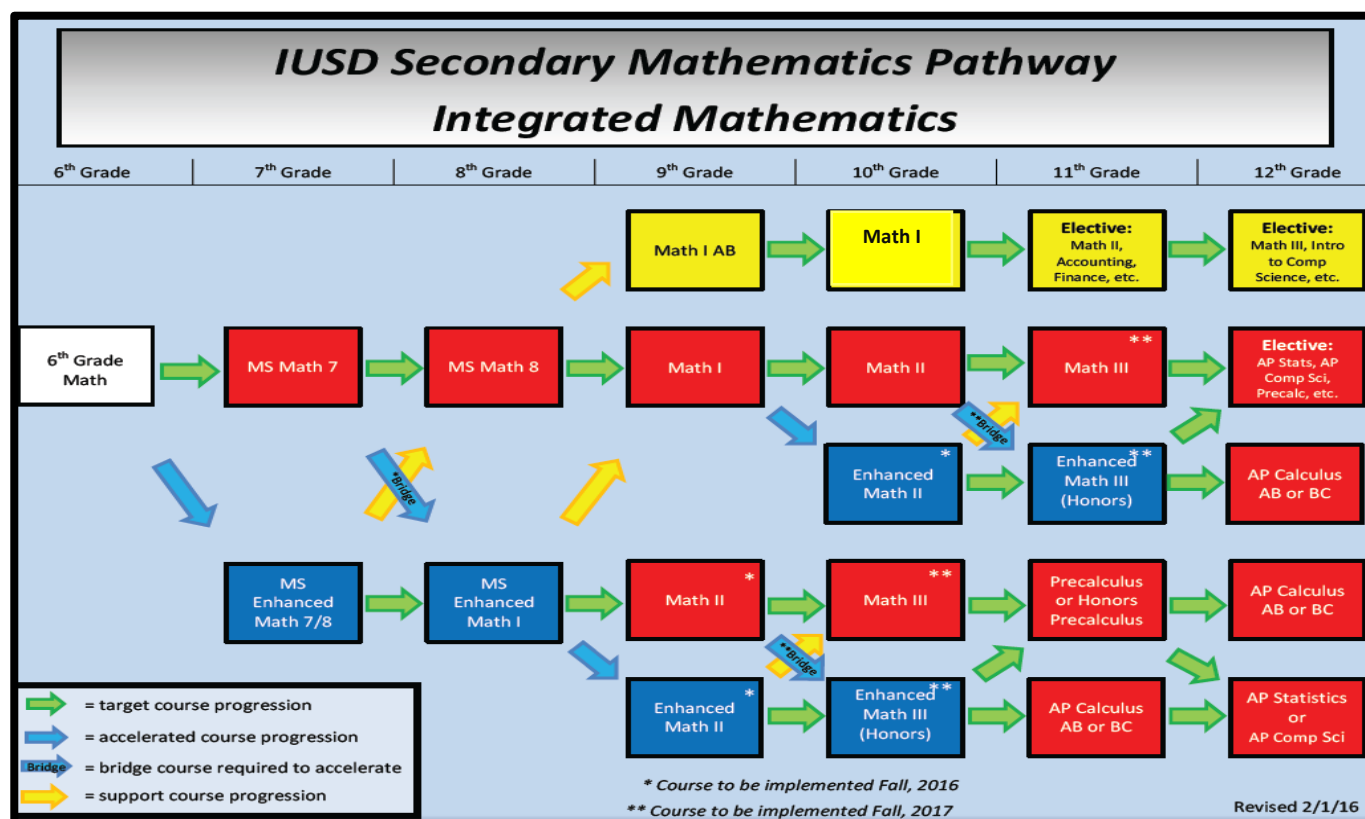 IUSD Secondary Mathematics Pathway
Integrated Mathematics
6th Grade
7th Grade
8th Grade
9th Grade
10th Grade
11th Grade
12th Grade
Math I AB
Math I
Elective:
Math II,
Accounting,
Finance, etc.
Elective:
Math III, Intro
to Comp
Science, etc.
6th Grade
Math
MS Math 7
MS Math 8
Math I
Math II
**
Math III
Elective:
AP Stats, AP
Comp Sci,
Precalc, etc.
*Bridge
**Bridge
*
Enhanced
Math II
**
Enhanced
Math III
(Honors)
AP Calculus
AB or BC
MS
Enhanced
Math 7/8
MS
Enhanced
Math I
*
Math II
**
Math III
Precalculus
or Honors
Precalculus
AP Calculus
AB or BC
**Bridge
*
Enhanced
Math II
**
Enhanced
Math III
(Honors)
AP Calculus
AB or BC
AP Statistics
or
AP Comp Sci
= target course progression
= accelerated course progression
Bridge = bridge course required to accelerate
= support course progression
* Course to be implemented Fall, 2016
** Course to be implemented Fall, 2017
Revised 2/1/16